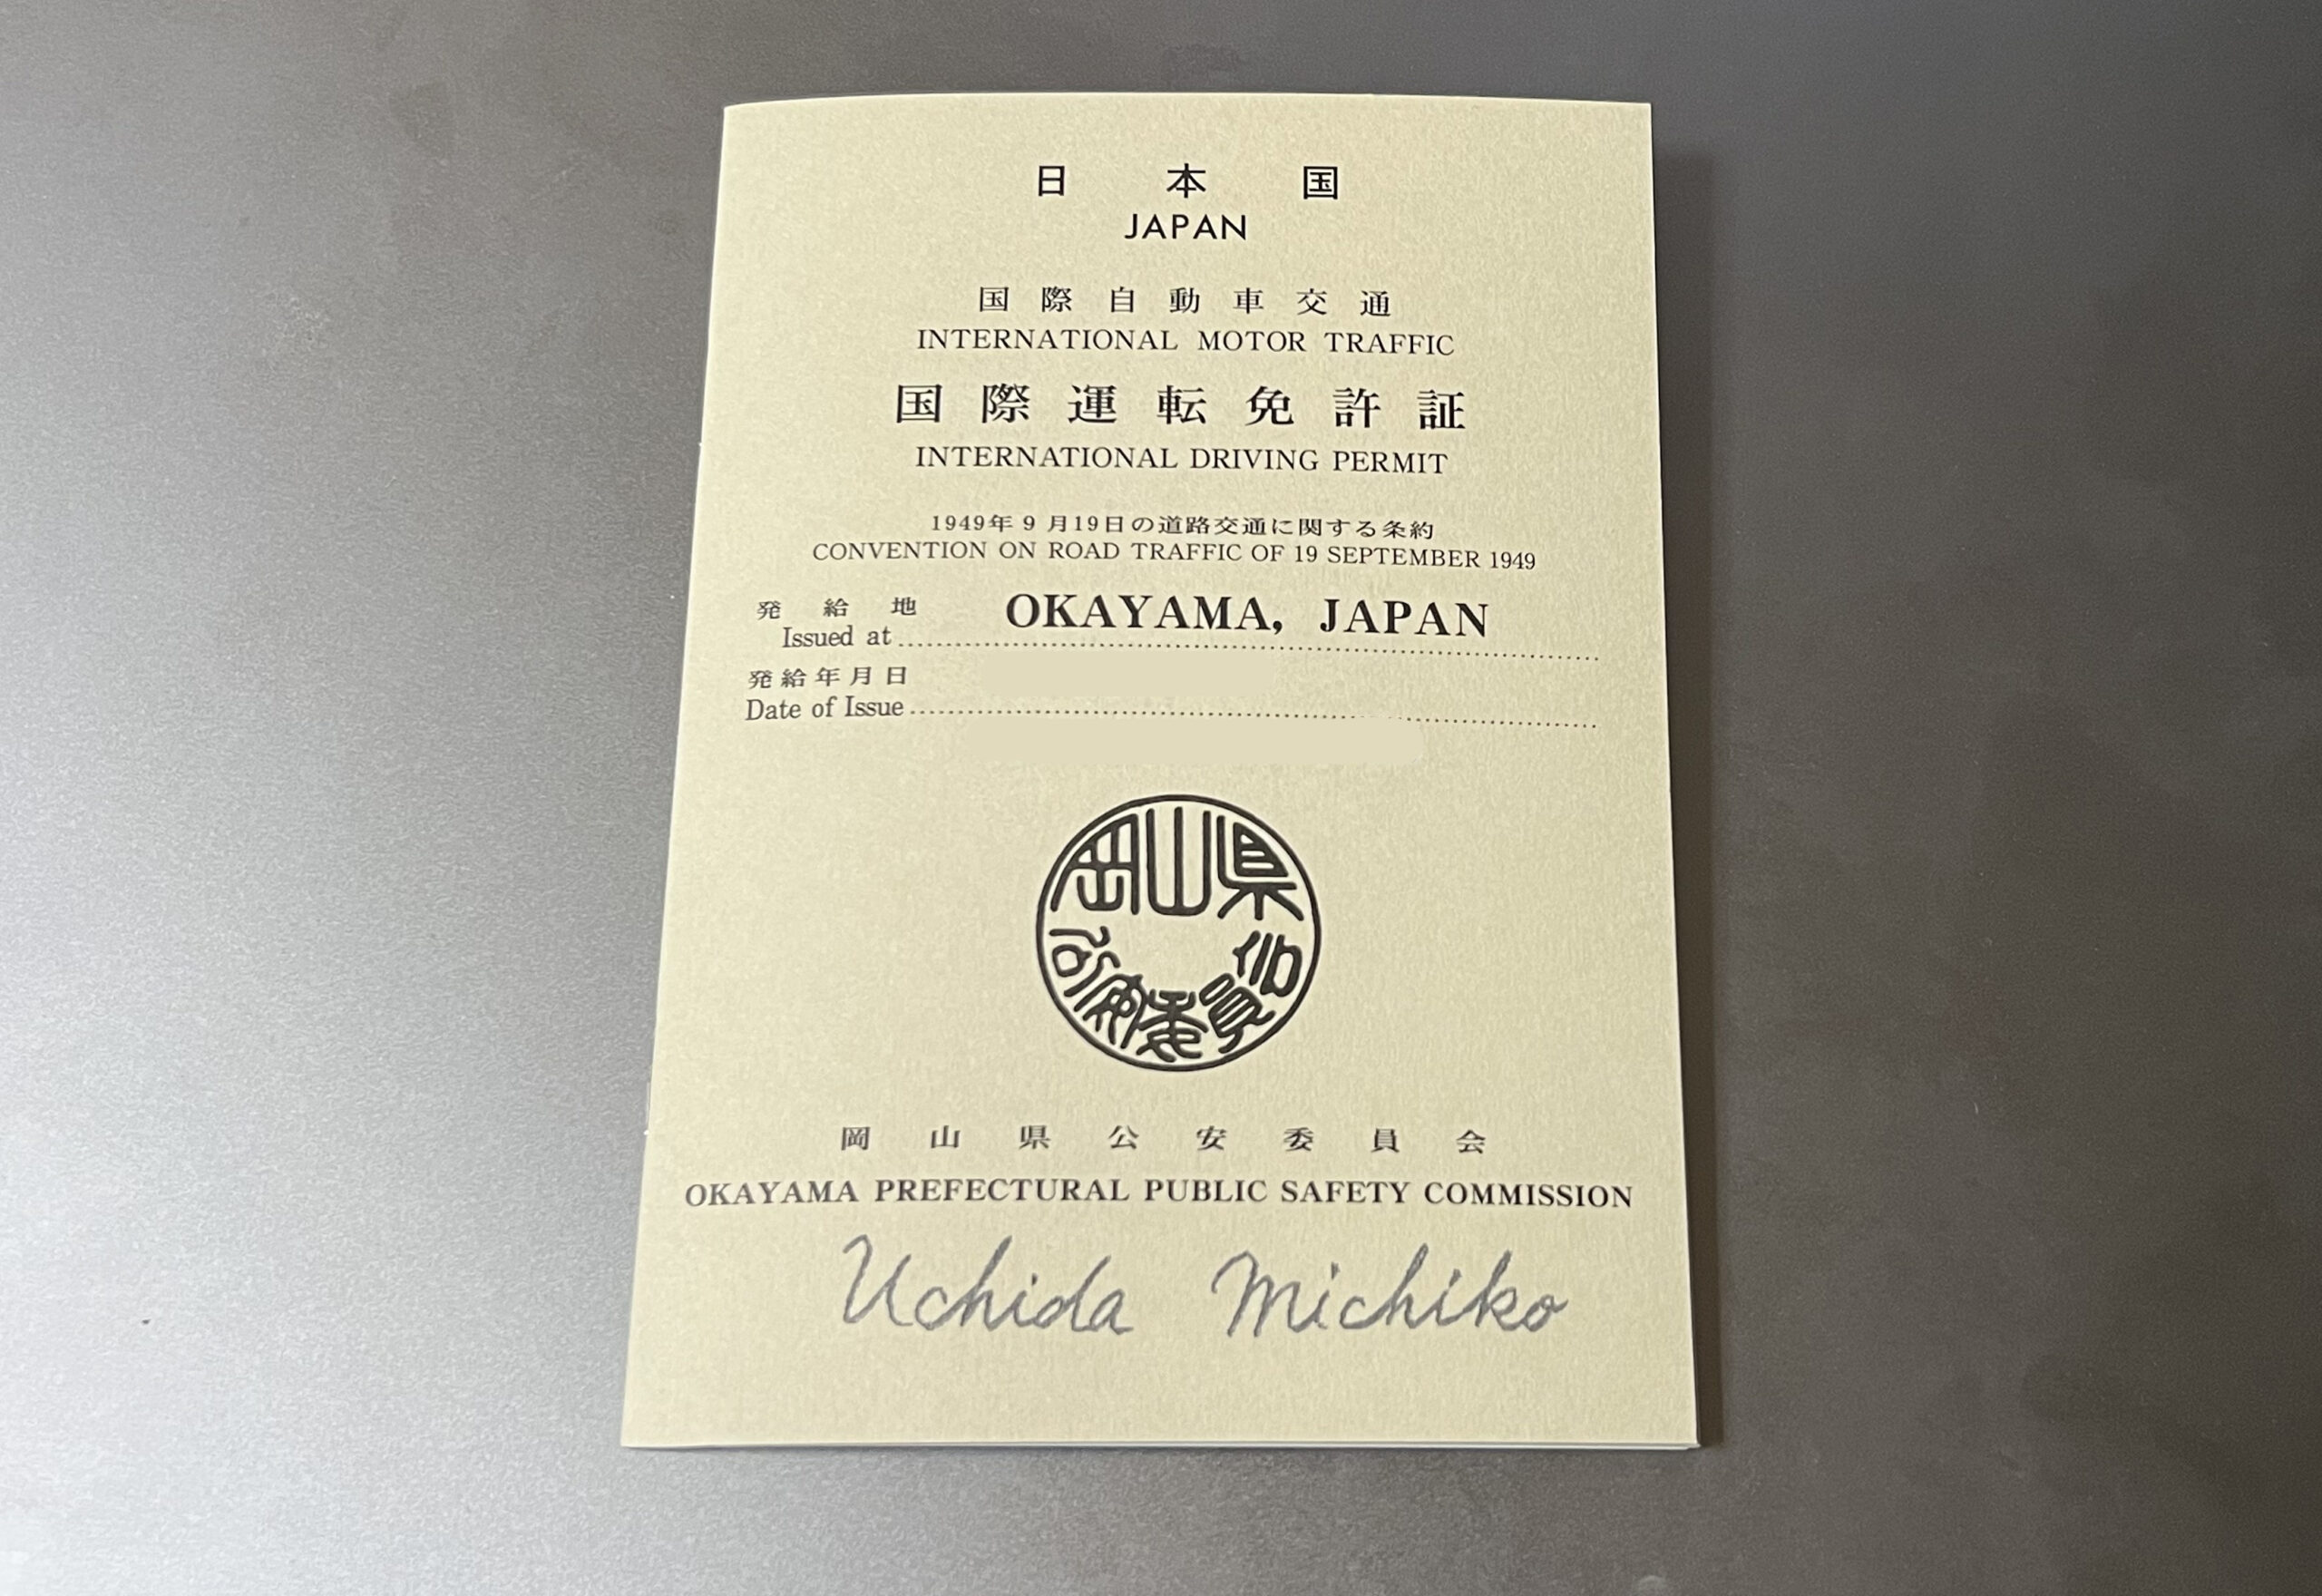 日本国
JAPAN
国際自動車交通
INTERNATIONAL MOTOR TRAFFIC
国際運転免許証
INTERNATIONAL DRIVING PERMIT
1949年9月19日の道路交通に関する条約
CONVENTION ON ROAD TRAFFIC OF 19 SEPTEMBER 1949
発給地
Issued at OKAYAMA, JAPAN
発給年月日
Date of Issue
岡山県
公安委員会
岡山県公安委員会
OKAYAMA PREFECTURAL PUBLIC SAFETY COMMISSION
Uchida Michiko